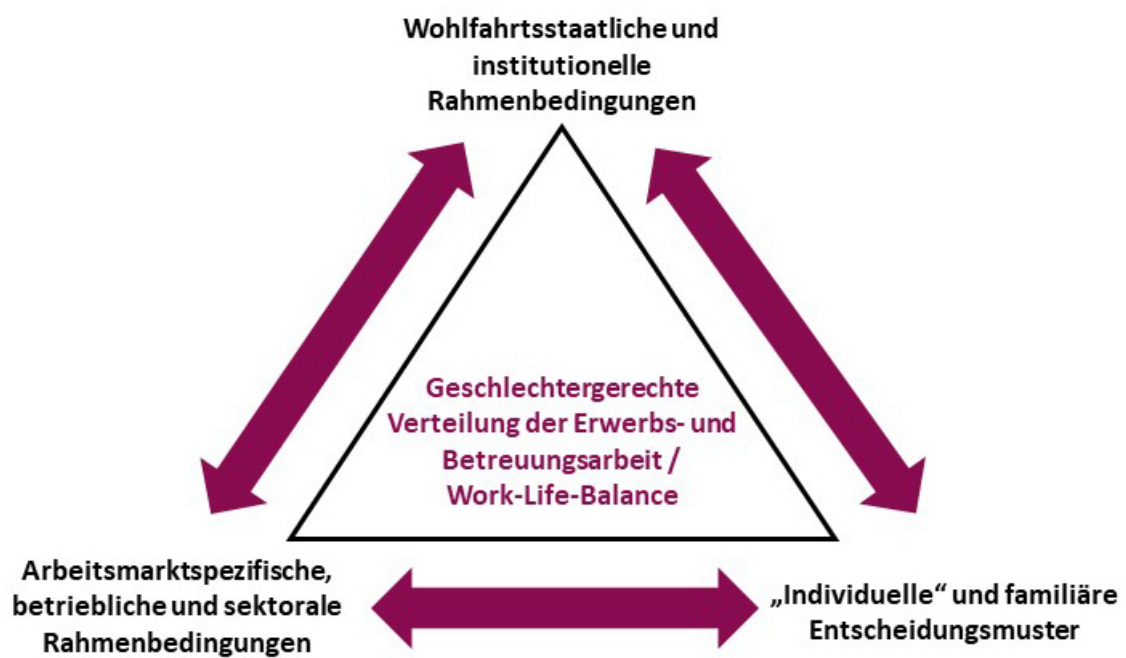 Wohlfahrtsstaatliche und
institutionelle
Rahmenbedingungen
Geschlechtergerechte
Verteilung der Erwerbs- und
Betreuungsarbeit /
Work-Life-Balance
Arbeitsmarktspezifische,
betriebliche und sektorale
Rahmenbedingungen
„Individuelle“ und familiäre
Entscheidungsmuster